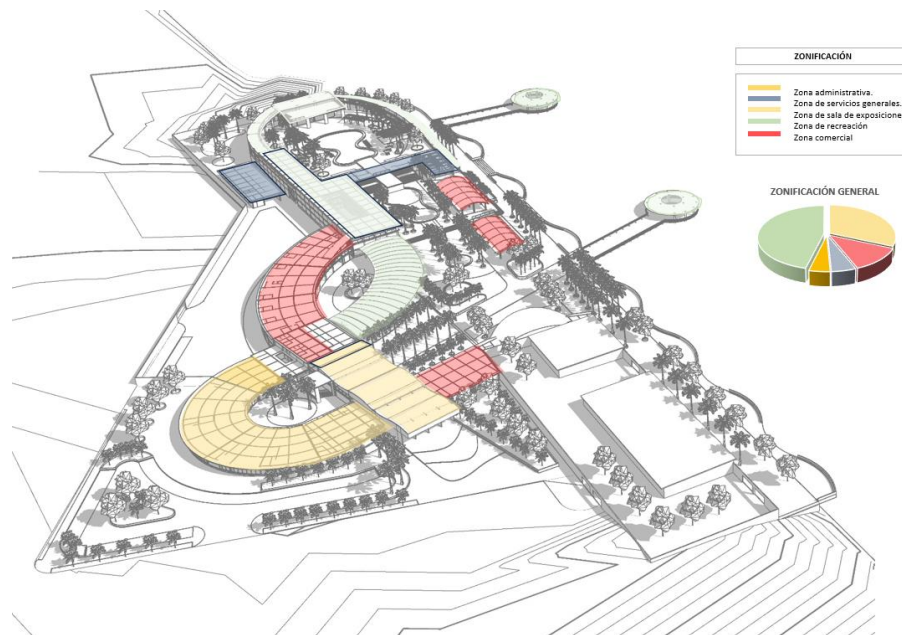 ZONIFICACIÓN
Zona administrativa.
Zona de servicios generales.
Zona de sala de exposicione
Zona de recreación
Zona comercial
ZONIFICACIÓN GENERAL